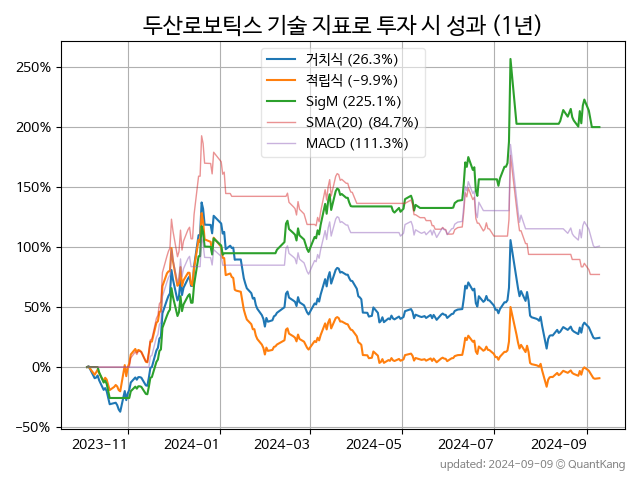 두산로보틱스 기술 지표로 투자 시 성과 (1년)
거치식 (26.3%)
적립식 (-9.9%)
SigM (225.1%)
SMA(20) (84.7%)
MACD (111.3%)
250%
200%
150%
100%
50%
0%
−50%
2023-11 2024-01 2024-03 2024-05 2024-07 2024-09
updated: 2024-09-09 © QuantKang